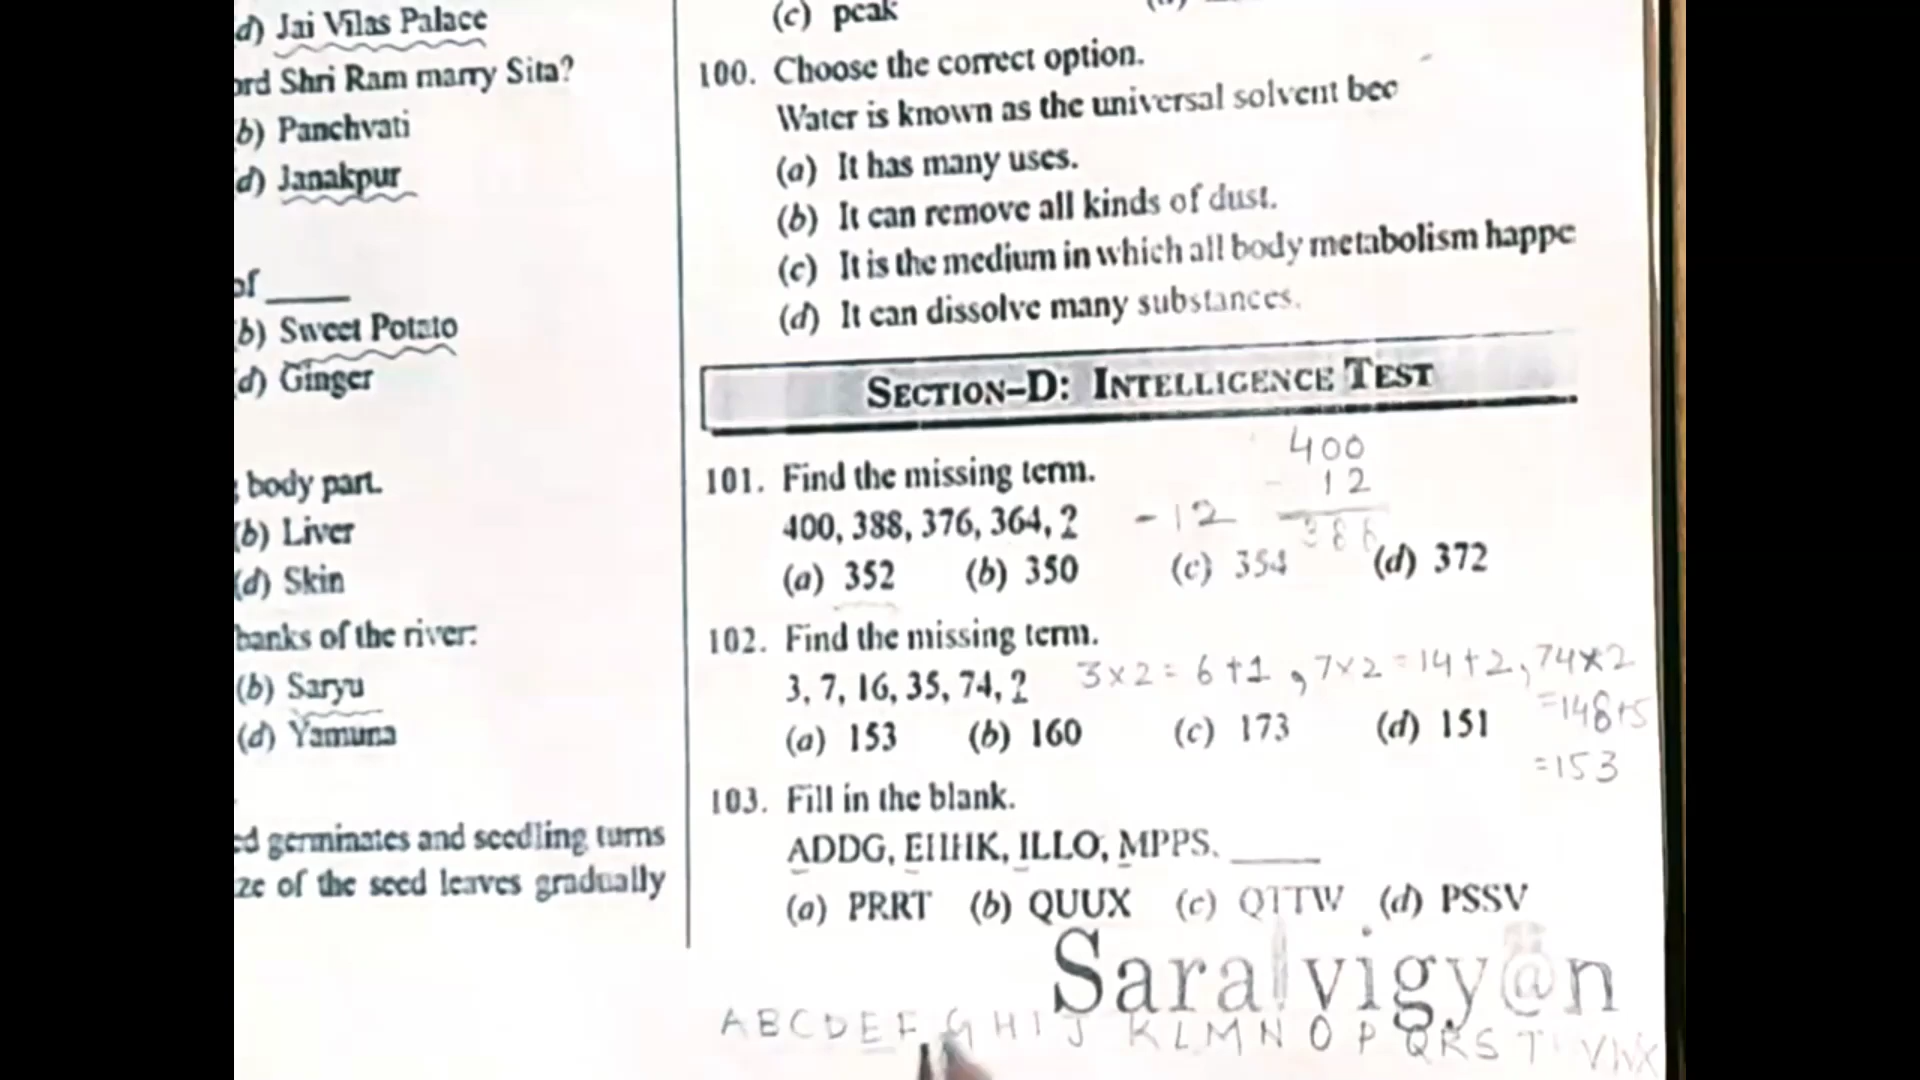 d) Jai Vilas Palace
ord Shri Ram marry Sita?
b) Panchvati
d) Janakpur
of ____
b) Sweet Potato
d) Ginger
body part.
(b) Liver
(d) Skin
banks of the river:
(b) Saryu
(d) Yamuna
ed germinates and seedling turns
ze of the seed leaves gradually
(c) peak
100. Choose the correct option.
Water is known as the universal solvent bec
(a) It has many uses.
(b) It can remove all kinds of dust.
(c) It is the medium in which all body metabolism happe
(d) It can dissolve many substances.
SECTION–D: INTELLIGENCE TEST
101. Find the missing term.
400, 388, 376, 364, ?
(a) 352 (b) 350 (c) 354 (d) 372
- 12
400
- 12
388
102. Find the missing term.
3, 7, 16, 35, 74, ?
3 × 2 = 6 + 1 , 7 × 2 = 14 + 2, 74 × 2
= 148 + 5
= 153
(a) 153 (b) 160 (c) 173 (d) 151
103. Fill in the blank.
ADDG, EHHK, ILLO, MPPS, ____
(a) PRRT (b) QUUX (c) QTTW (d) PSSV
Saralvigy@n
A B C D E F G H I J K L M N O P Q R S T V W X